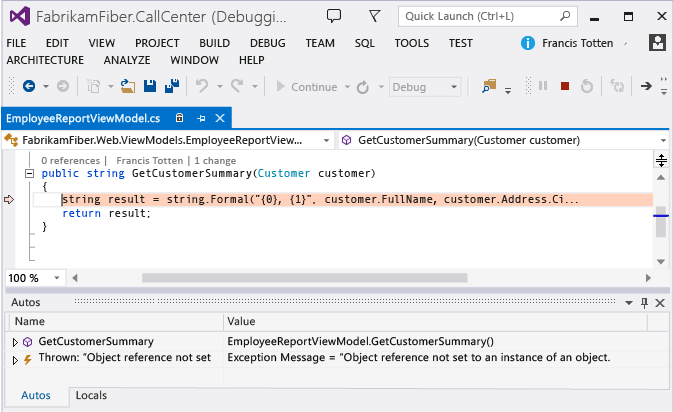 FabrikamFiber.CallCenter (Debuggi...
Quick Launch (Ctrl+L)
FILE EDIT VIEW PROJECT BUILD DEBUG TEAM SQL TOOLS TEST
Francis Totten
ARCHITECTURE ANALYZE WINDOW HELP
Continue
Debug
EmployeeReportViewModel.cs
FabrikamFiber.Web.ViewModels.EmployeeReportView...
GetCustomerSummary(Customer customer)
0 references | Francis Totten | 1 change
public string GetCustomerSummary(Customer customer)
{
string result = string.Formal("{0}, {1}". customer.FullName, customer.Address.Ci...
return result;
}
100 %
Autos
Name Value
GetCustomerSummary EmployeeReportViewModel.GetCustomerSummary()
Thrown: "Object reference not set Exception Message = "Object reference not set to an instance of an object.
Autos Locals